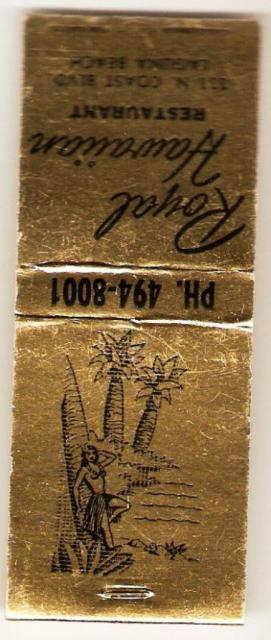 Royal
Hawaiian
RESTAURANT
331 N. COAST BLVD
LAGUNA BEACH
PH. 494-8001